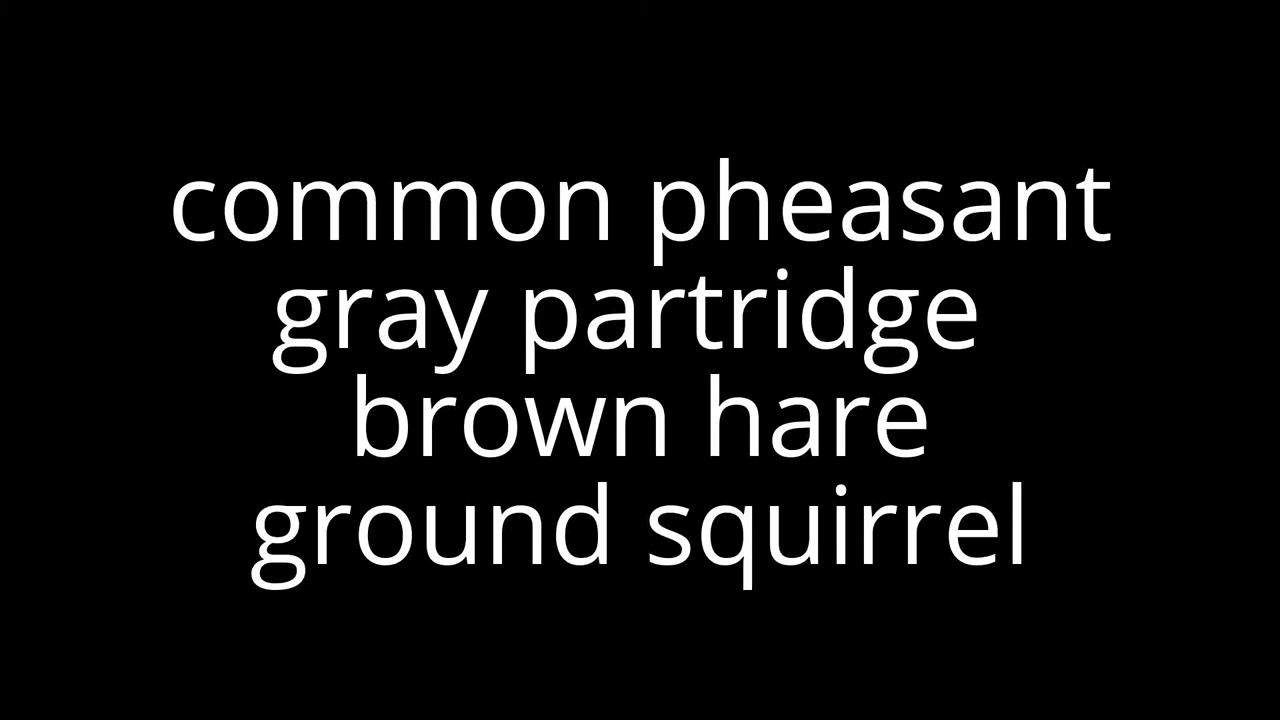 common pheasant
gray partridge
brown hare
ground squirrel